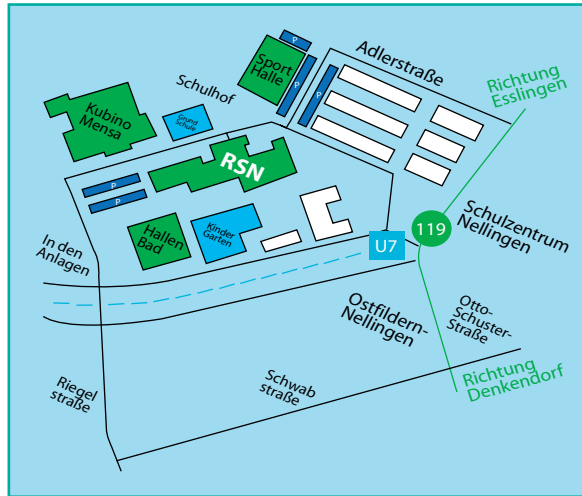 P
Sport
Halle
P
P
Adlerstraße
Richtung
Esslingen
Schulhof
Kubino
Mensa
Grund
Schule
RSN
P
P
Hallen
Bad
Kinder
Garten
119
Schulzentrum
Nellingen
U7
In den
Anlagen
Ostfildern-
Nellingen
Otto-
Schuster-
Straße
Riegel
straße
Schwab
straße
Richtung
Denkendorf